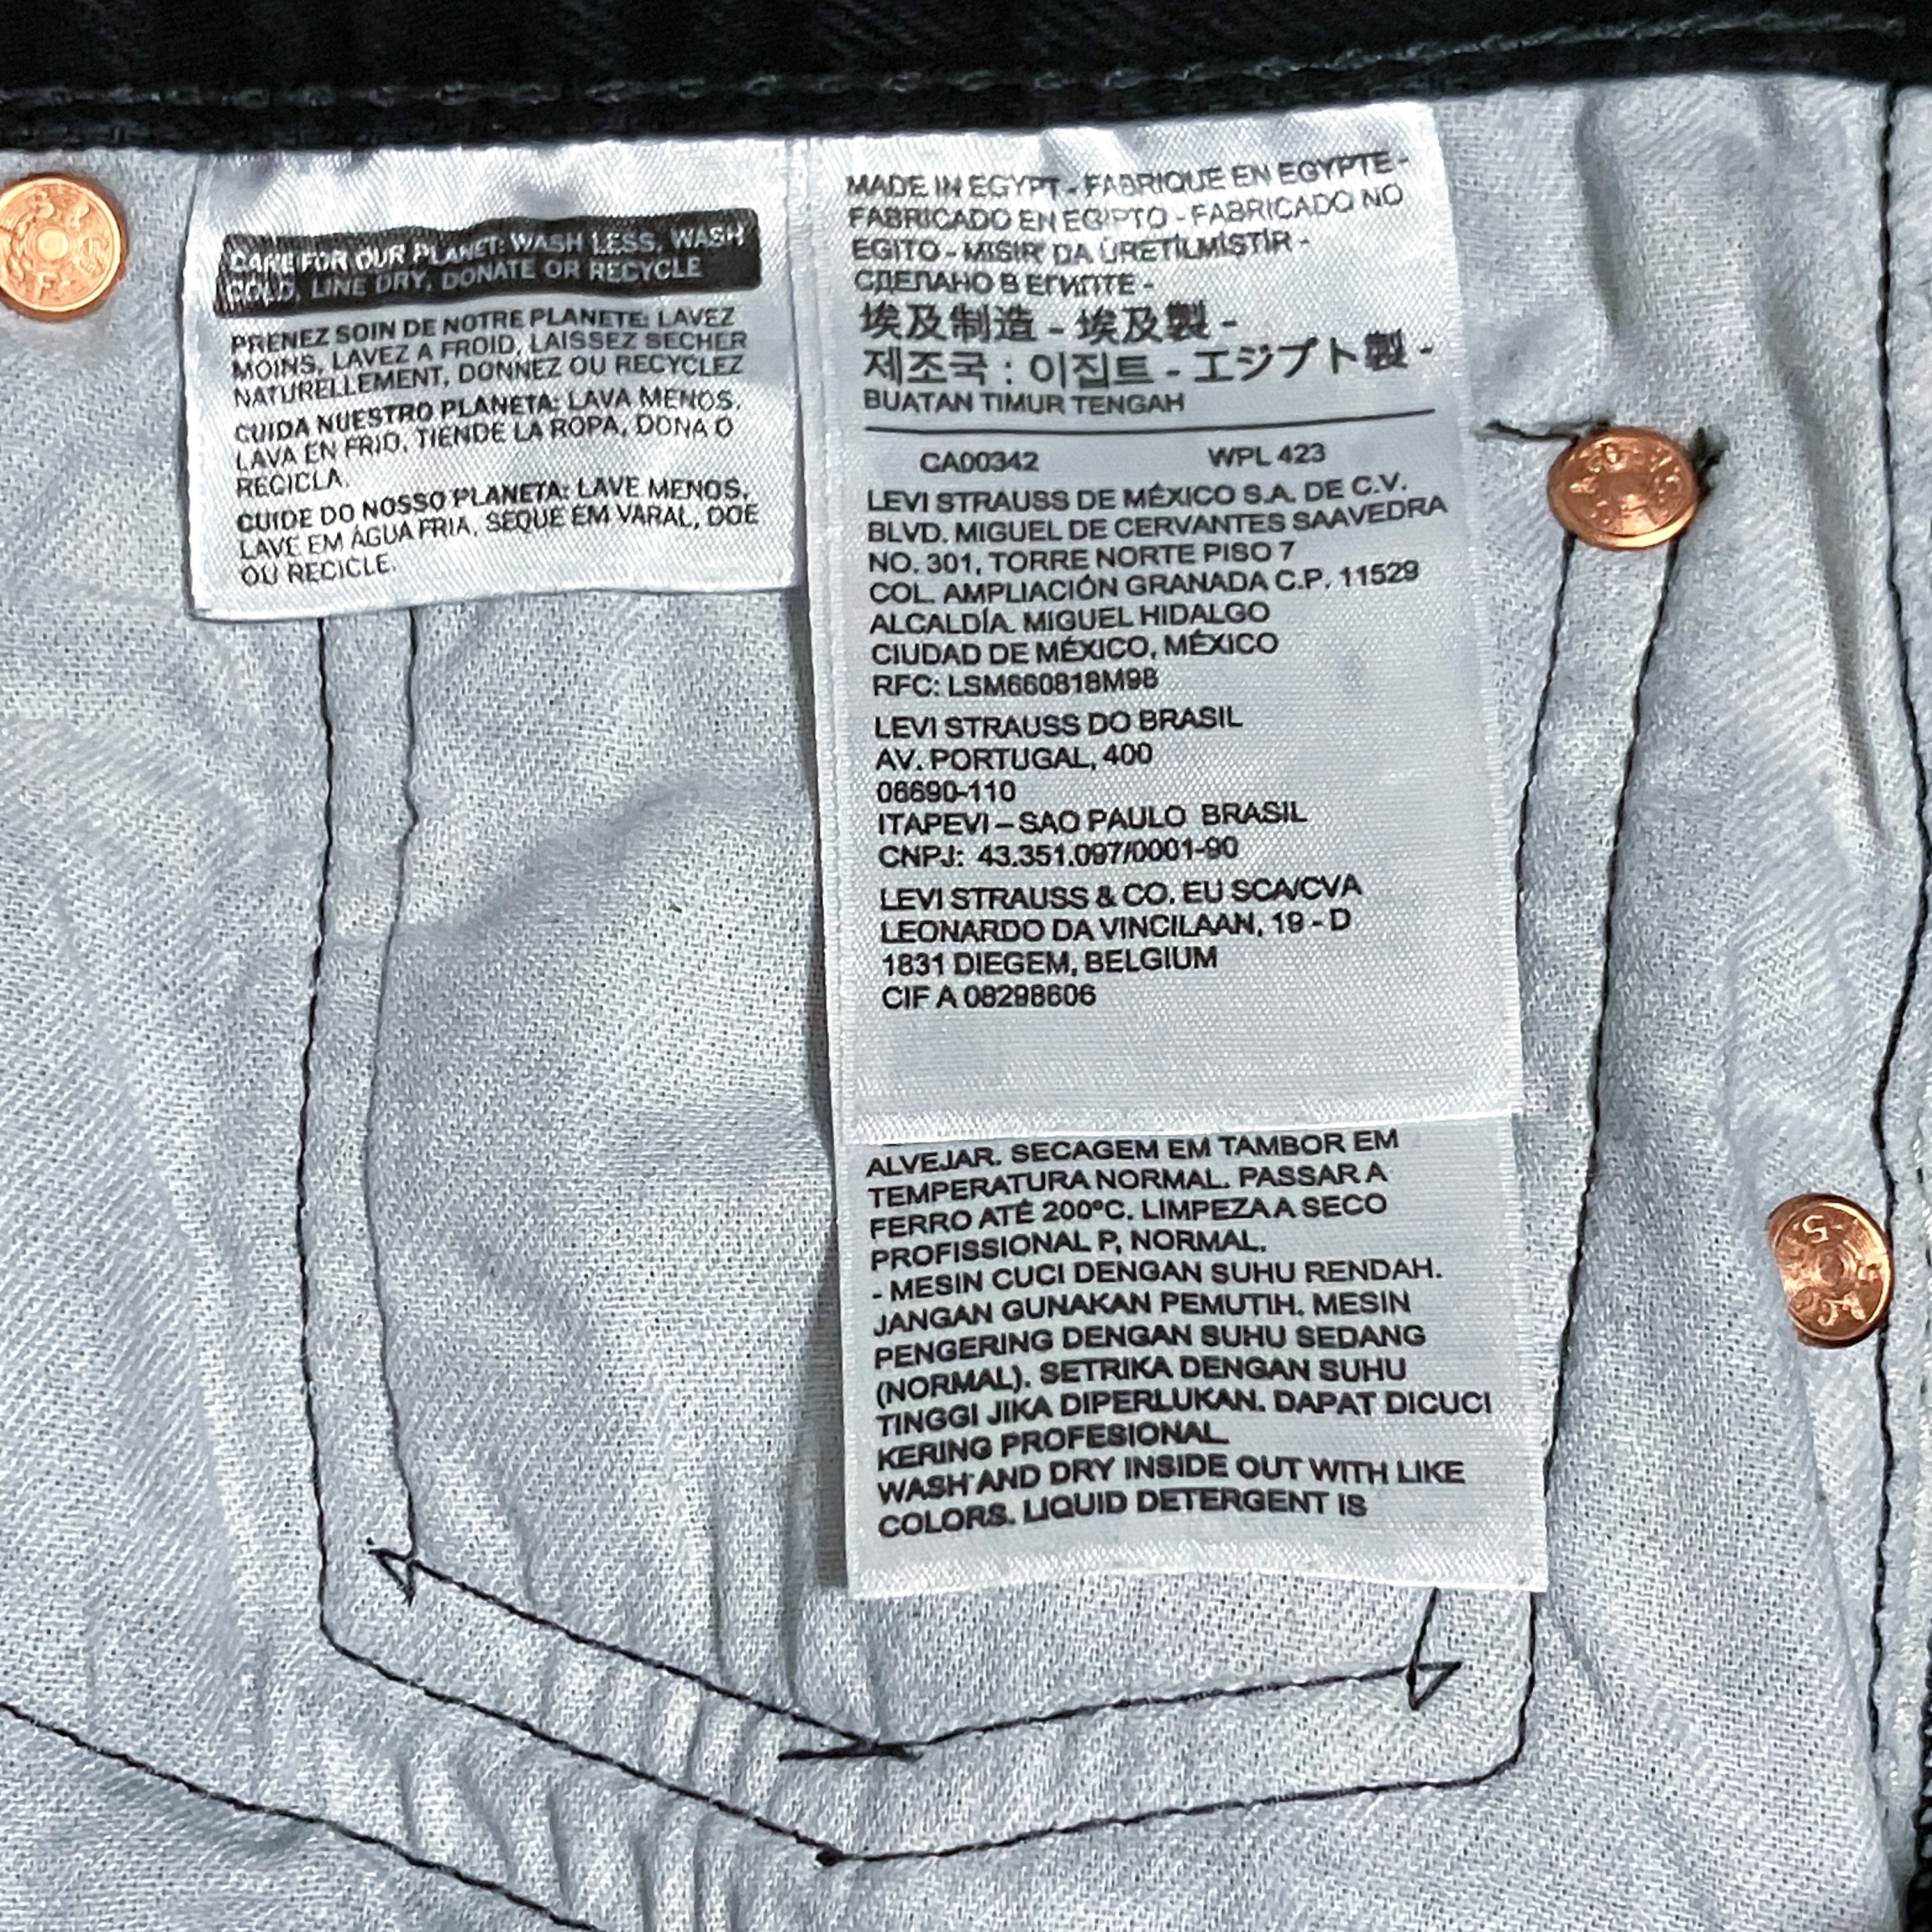 CARE FOR OUR PLANET: WASH LESS, WASH
COLD, LINE DRY, DONATE OR RECYCLE
PRENEZ SOIN DE NOTRE PLANETE: LAVEZ
MOINS, LAVEZ A FROID, LAISSEZ SECHER
NATURELLEMENT, DONNEZ OU RECYCLEZ
CUIDA NUESTRO PLANETA: LAVA MENOS,
LAVA EN FRIO, TIENDE LA ROPA, DONA O
RECICLA.
CUIDE DO NOSSO PLANETA: LAVE MENOS,
LAVE EM ÁGUA FRIA, SEQUE EM VARAL, DOE
OU RECICLE.
MADE IN EGYPT - FABRIQUE EN EGYPTE -
FABRICADO EN EGIPTO - FABRICADO NO
EGITO - MISIR' DA ÜRETİLMİSTİR -
СДЕЛАНО В ЕГИПТЕ -
埃及制造 - 埃及製 -
제조국 : 이집트 - エジプト製 -
BUATAN TIMUR TENGAH
CA00342 WPL 423
LEVI STRAUSS DE MÉXICO S.A. DE C.V.
BLVD. MIGUEL DE CERVANTES SAAVEDRA
NO. 301, TORRE NORTE PISO 7
COL. AMPLIACIÓN GRANADA C.P. 11529
ALCALDÍA. MIGUEL HIDALGO
CIUDAD DE MÉXICO, MÉXICO
RFC: LSM660818M98
LEVI STRAUSS DO BRASIL
AV. PORTUGAL, 400
06690-110
ITAPEVI – SAO PAULO BRASIL
CNPJ: 43.351.097/0001-90
LEVI STRAUSS & CO. EU SCA/CVA
LEONARDO DA VINCILAAN, 19 - D
1831 DIEGEM, BELGIUM
CIF A 08298606
ALVEJAR. SECAGEM EM TAMBOR EM
TEMPERATURA NORMAL. PASSAR A
FERRO ATÉ 200ºC. LIMPEZA A SECO
PROFISSIONAL P, NORMAL.
- MESIN CUCI DENGAN SUHU RENDAH.
JANGAN GUNAKAN PEMUTIH. MESIN
PENGERING DENGAN SUHU SEDANG
(NORMAL). SETRIKA DENGAN SUHU
TINGGI JIKA DIPERLUKAN. DAPAT DICUCI
KERING PROFESIONAL.
WASH AND DRY INSIDE OUT WITH LIKE
COLORS. LIQUID DETERGENT IS